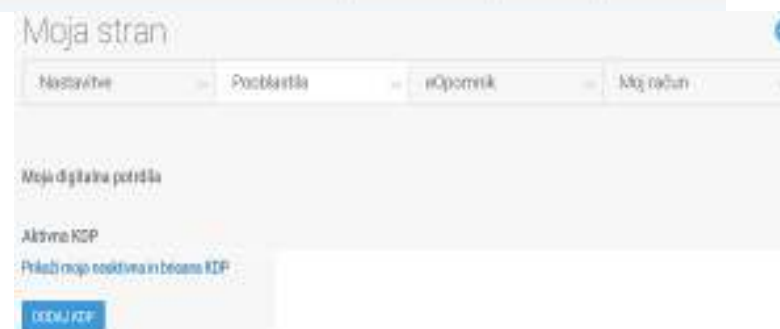 Moja stran
Nastavitve
Pooblastila
eOpomnik
Moj račun
Moja digitalna potrdila
Aktivna KDP
Prikaži moja neaktivna in brisana KDP
DODAJ KDP